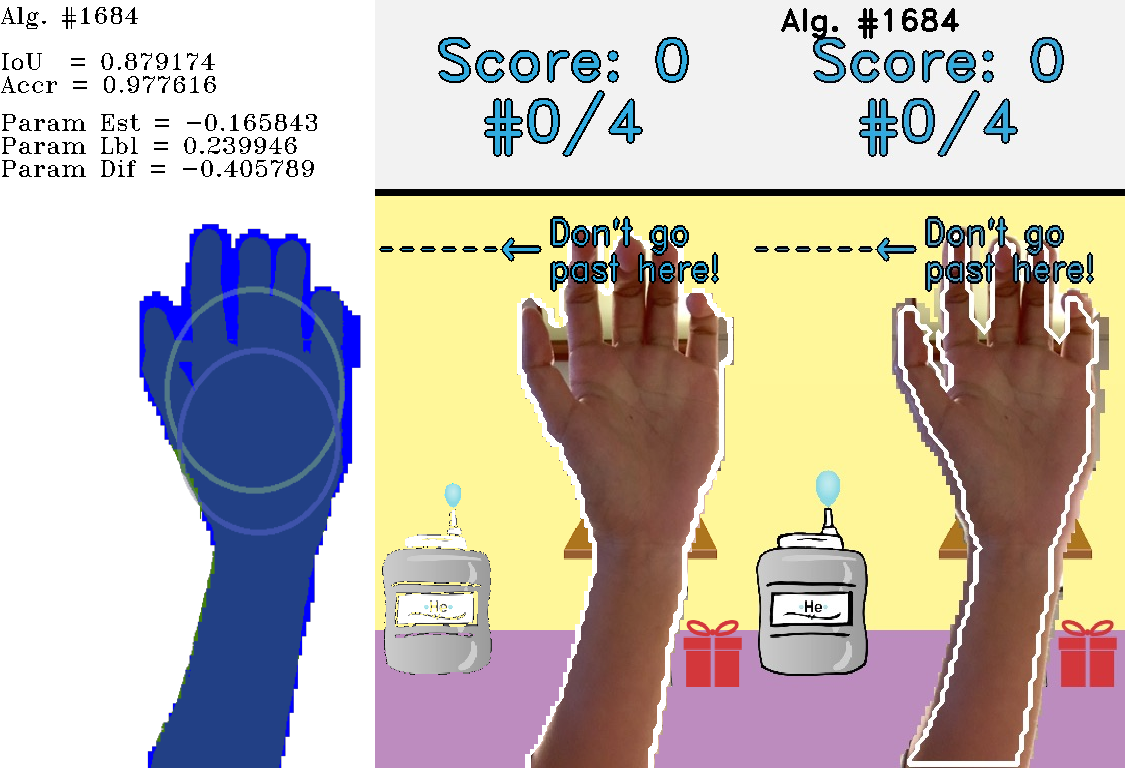 Alg. #1684
IoU = 0.879174
Accr = 0.977616
Param Est = −0.165843
Param Lbl = 0.239946
Param Dif = −0.405789
Score: 0
#0/4
------← Don't go
past here!
He
Alg. #1684
Score: 0
#0/4
------← Don't go
past here!
He